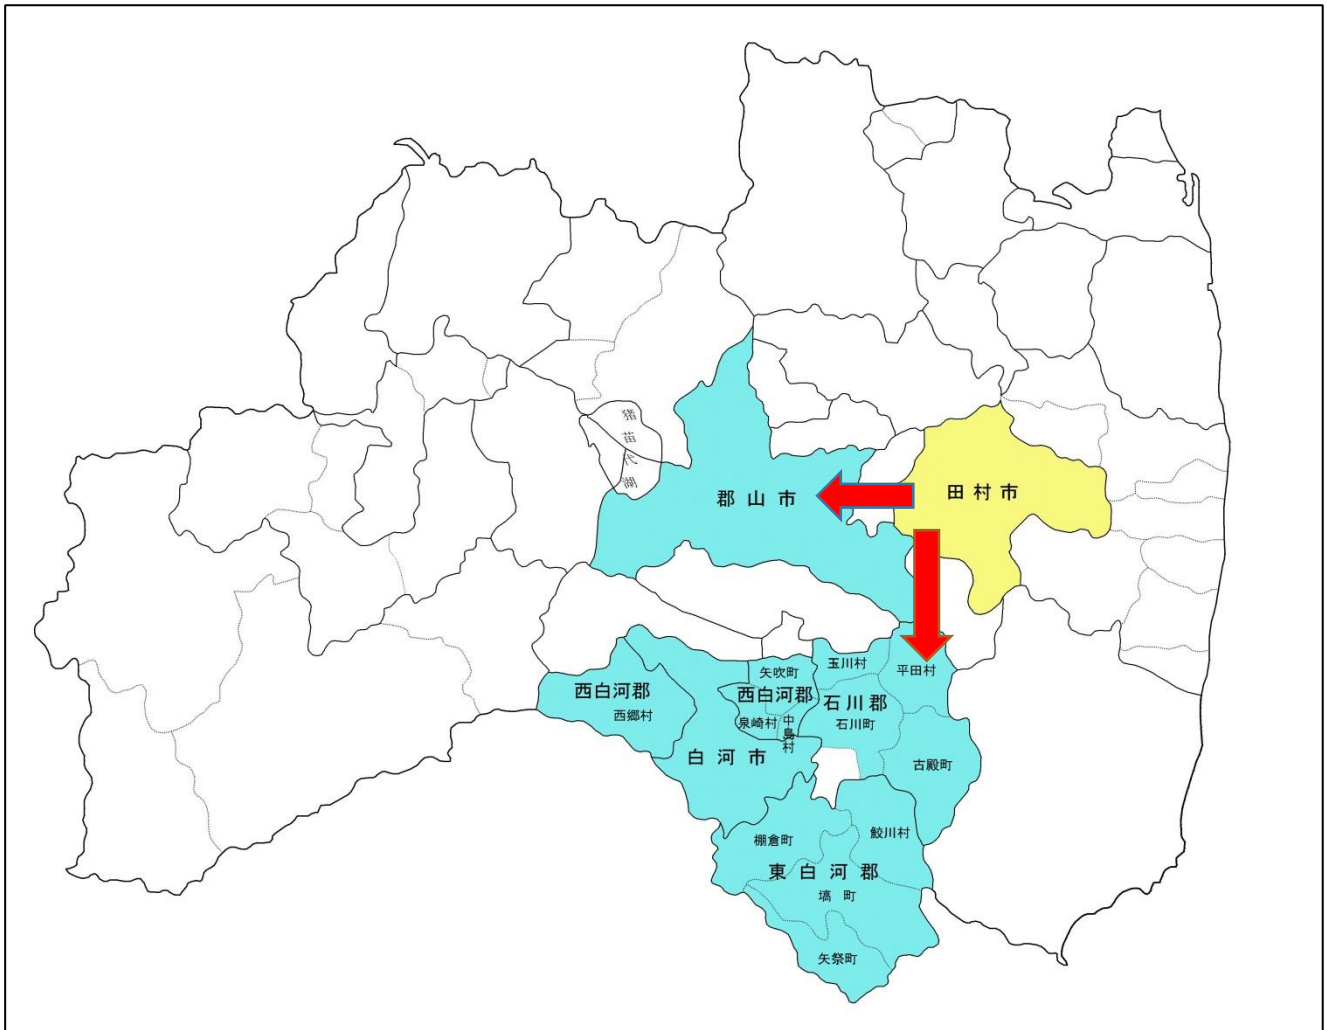 猪苗代湖
郡山市
田村市
矢吹町
玉川村
平田村
西白河郡
西郷村
西白河郡
石川郡
泉崎村
中島村
石川町
白河市
古殿町
棚倉町
鮫川村
東白河郡
塙町
矢祭町